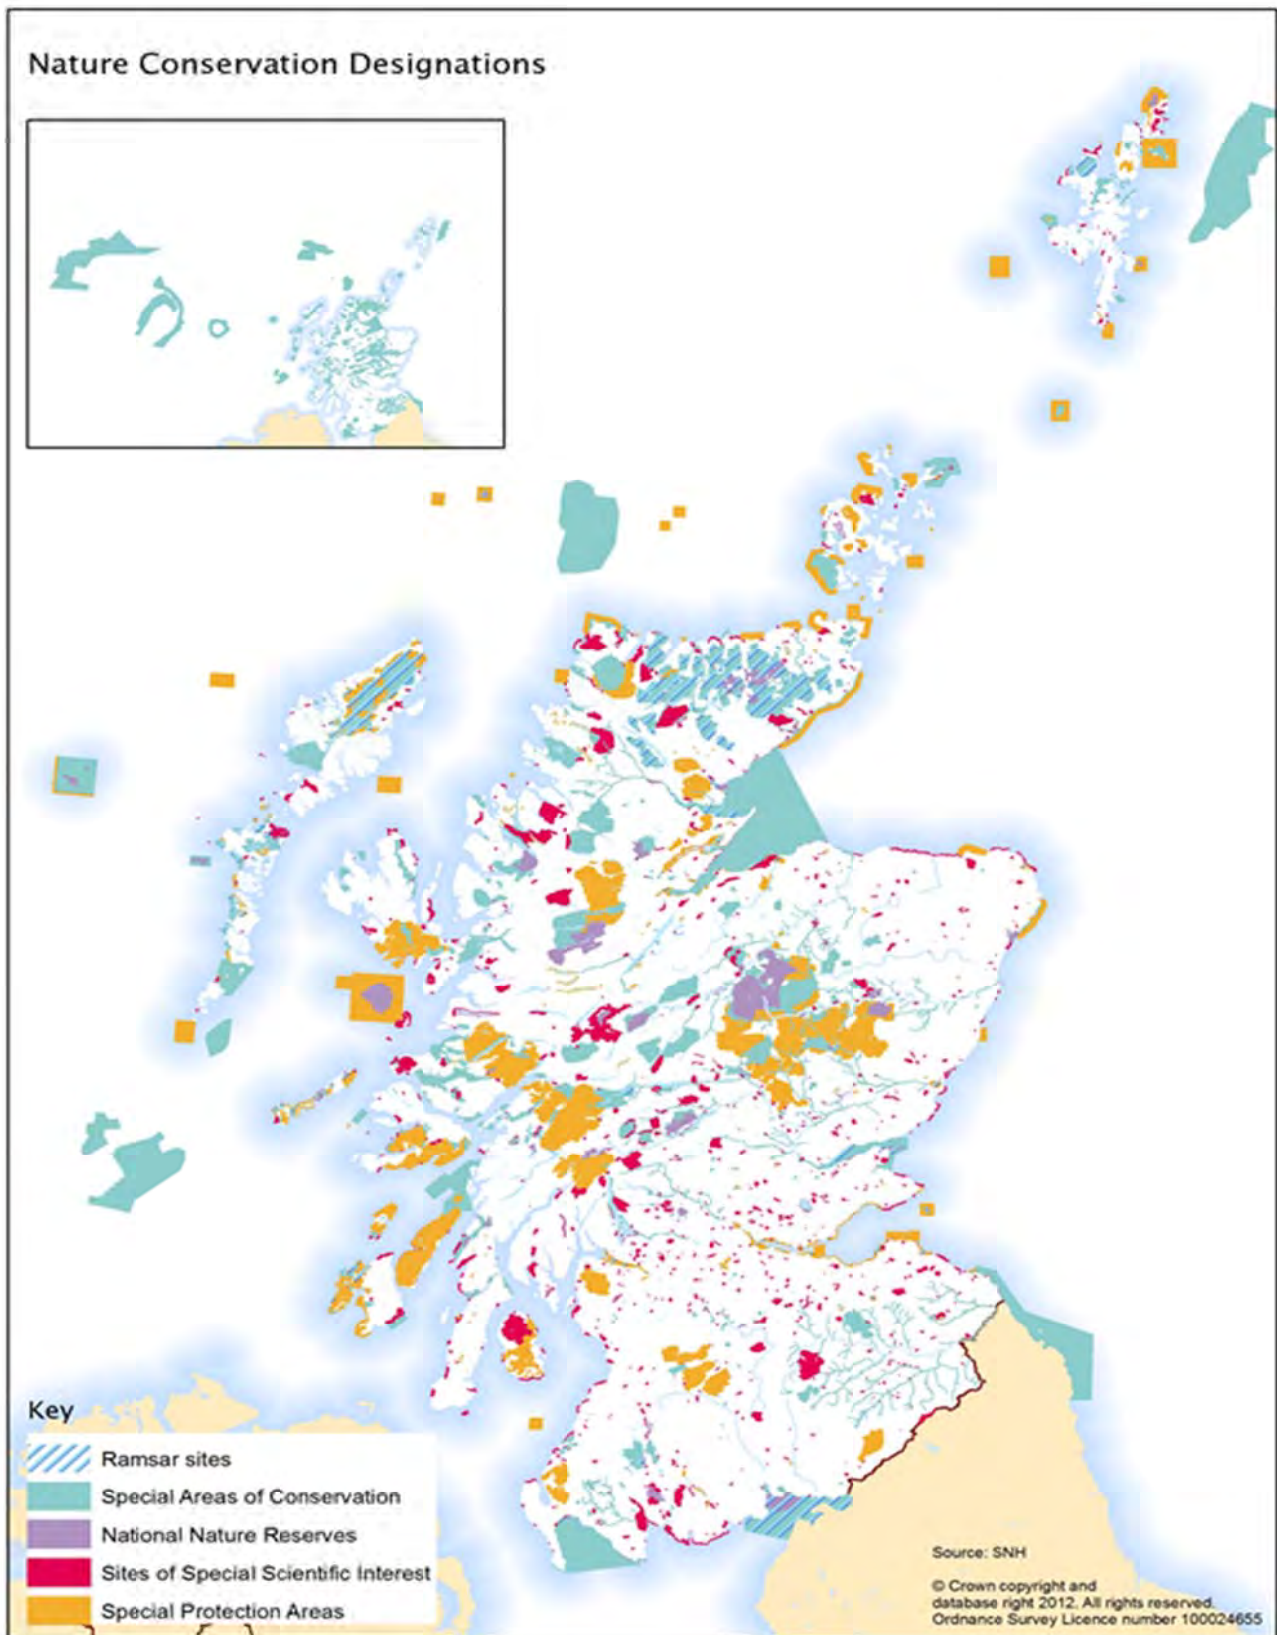 Nature Conservation Designations
Key
Ramsar sites
Special Areas of Conservation
National Nature Reserves
Sites of Special Scientific Interest
Special Protection Areas
Source: SNH
© Crown copyright and
database right 2012. All rights reserved.
Ordnance Survey Licence number 100024655